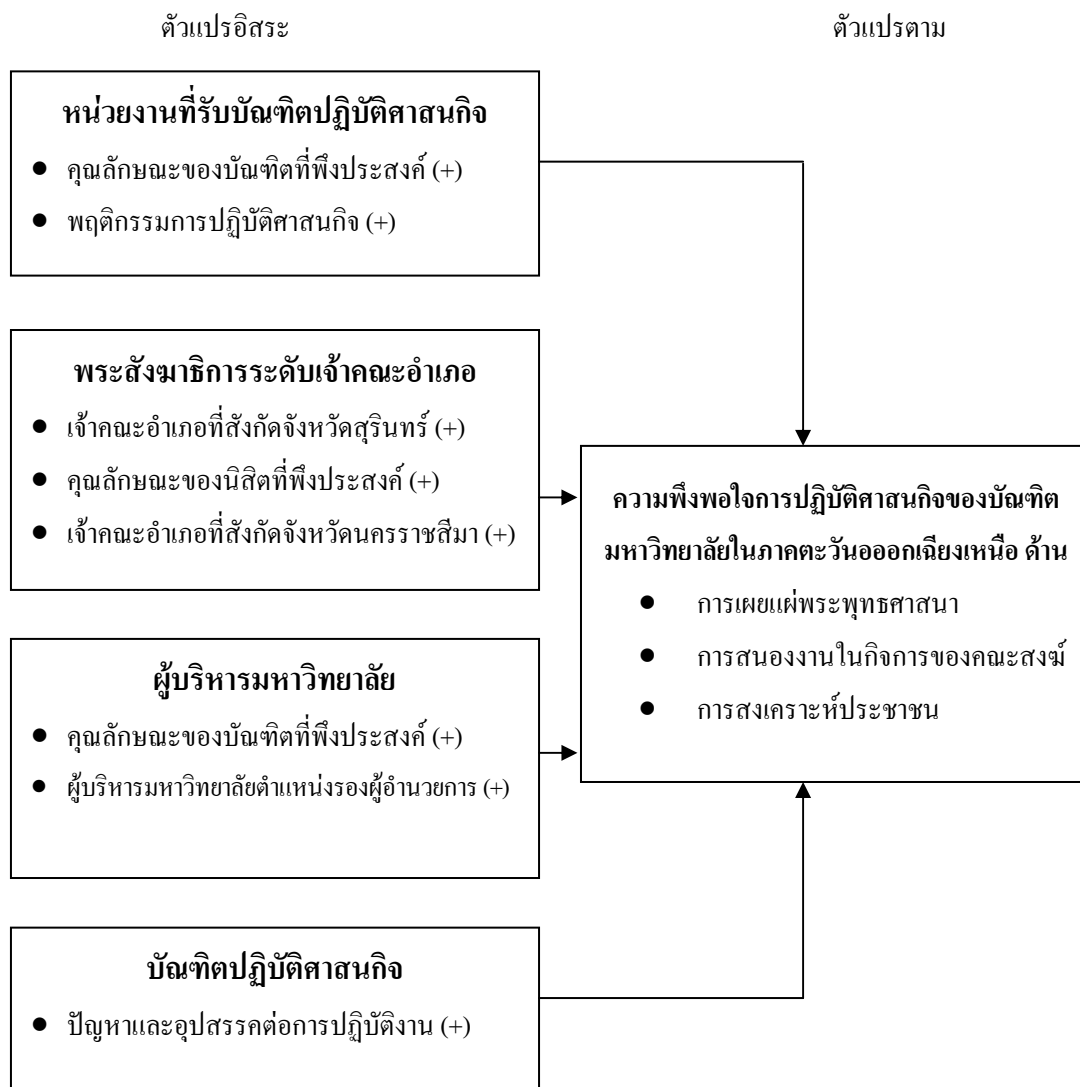 ตัวแปรอิสระ
ตัวแปรตาม
หน่วยงานที่รับบัณฑิตปฏิบัติศาสนกิจ
● คุณลักษณะของบัณฑิตที่พึงประสงค์ (+)
● พฤติกรรมการปฏิบัติศาสนกิจ (+)
พระสังฆาธิการระดับเจ้าคณะอำเภอ
● เจ้าคณะอำเภอที่สังกัดจังหวัดสุรินทร์ (+)
● คุณลักษณะของนิสิตที่พึงประสงค์ (+)
● เจ้าคณะอำเภอที่สังกัดจังหวัดนครราชสีมา (+)
ผู้บริหารมหาวิทยาลัย
● คุณลักษณะของบัณฑิตที่พึงประสงค์ (+)
● ผู้บริหารมหาวิทยาลัยตำแหน่งรองผู้อำนวยการ (+)
บัณฑิตปฏิบัติศาสนกิจ
● ปัญหาและอุปสรรคต่อการปฏิบัติงาน (+)
ความพึงพอใจการปฏิบัติศาสนกิจของบัณฑิต
มหาวิทยาลัยในภาคตะวันอออกเฉียงเหนือ ด้าน
● การเผยแผ่พระพุทธศาสนา
● การสนองงานในกิจการของคณะสงฆ์
● การสงเคราะห์ประชาชน